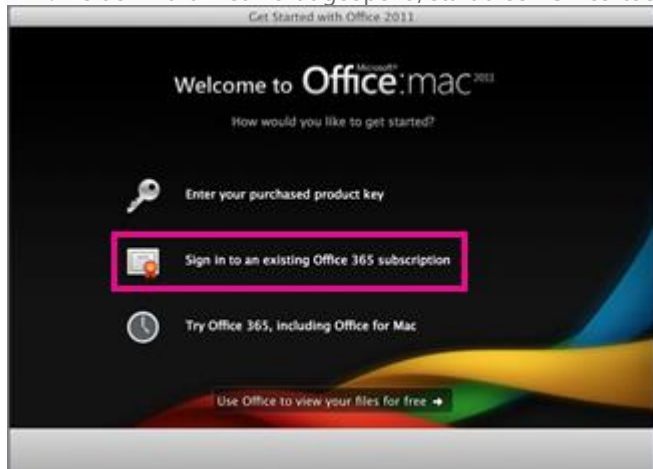 Get Started with Office 2011
Welcome to Microsoft® Office:mac 2011
How would you like to get started?
Enter your purchased product key
Sign in to an existing Office 365 subscription
Try Office 365, including Office for Mac
Use Office to view your files for free →